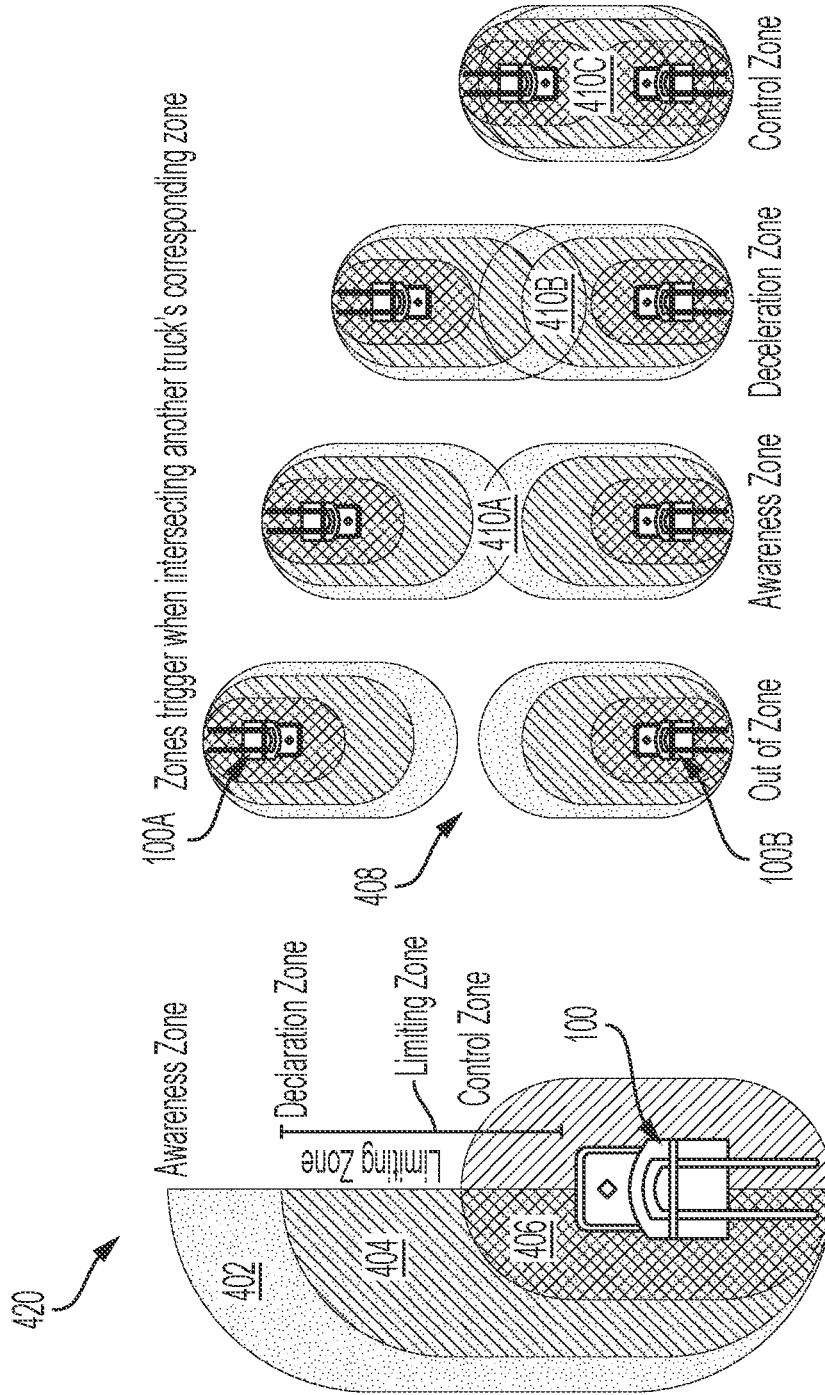 420
Awareness Zone
402
Declaration Zone
404
Limiting Zone
Limiting Zone
Control Zone
406
100
100A
Zones trigger when intersecting another truck's corresponding zone
408
410A
410B
410C
100B
Out of Zone
Awareness Zone
Deceleration Zone
Control Zone